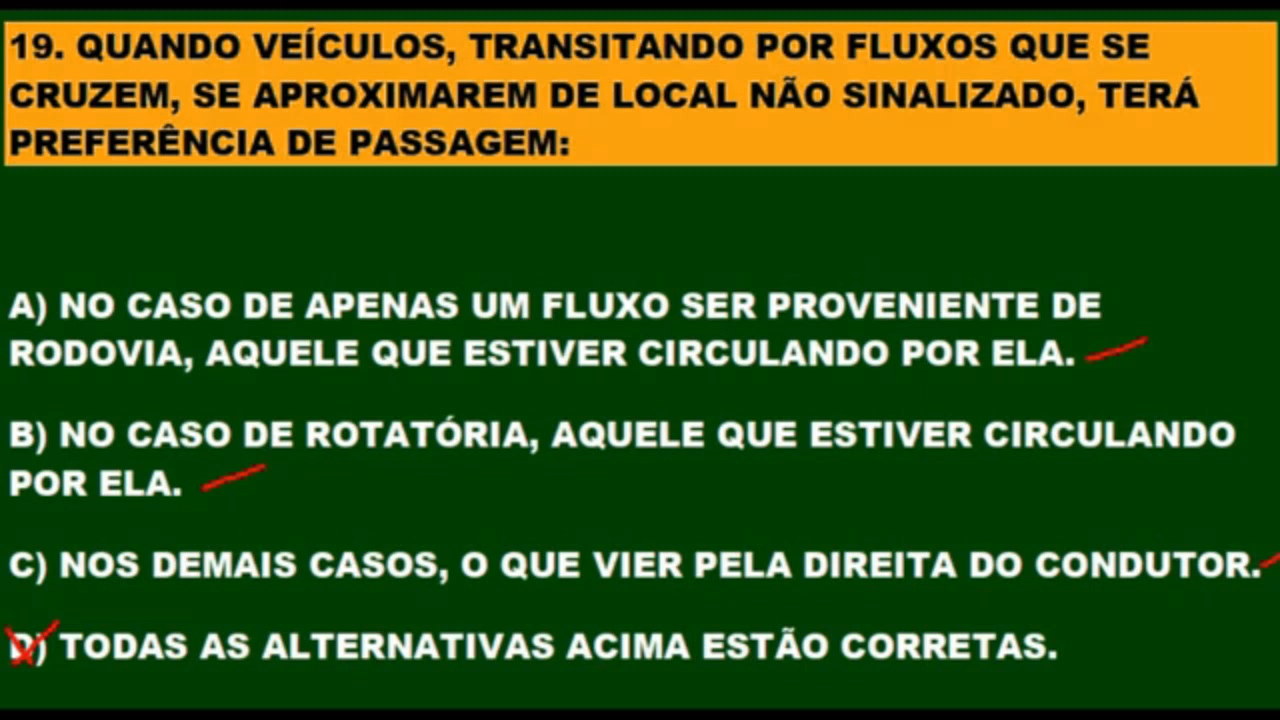 19. QUANDO VEÍCULOS, TRANSITANDO POR FLUXOS QUE SE
CRUZEM, SE APROXIMAREM DE LOCAL NÃO SINALIZADO, TERÁ
PREFERÊNCIA DE PASSAGEM:
A) NO CASO DE APENAS UM FLUXO SER PROVENIENTE DE
RODOVIA, AQUELE QUE ESTIVER CIRCULANDO POR ELA.
B) NO CASO DE ROTATÓRIA, AQUELE QUE ESTIVER CIRCULANDO
POR ELA.
C) NOS DEMAIS CASOS, O QUE VIER PELA DIREITA DO CONDUTOR.
D) TODAS AS ALTERNATIVAS ACIMA ESTÃO CORRETAS.